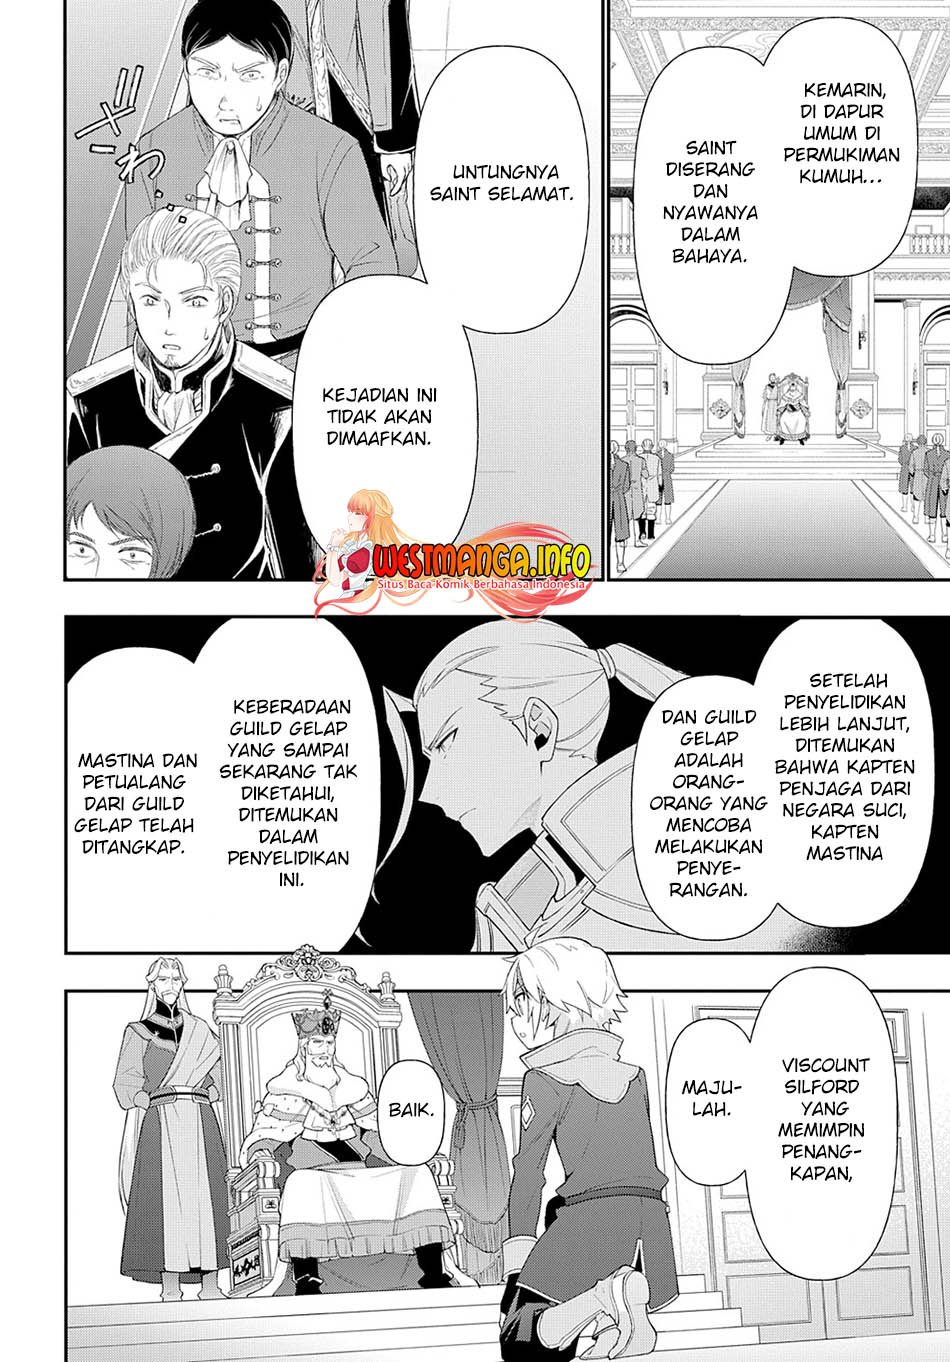 KEMARIN,
DI DAPUR
UMUM DI
PERMUKIMAN
KUMUH...
SAINT
DISERANG
DAN
NYAWANYA
DALAM
BAHAYA.
UNTUNGNYA
SAINT SELAMAT.
KEJADIAN INI
TIDAK AKAN
DIMAAFKAN.
WESTMANGA.INFO
Situs Baca Komik Berbahasa Indonesia
SETELAH
PENYELIDIKAN
LEBIH LANJUT,
DITEMUKAN
BAHWA KAPTEN
PENJAGA DARI
NEGARA SUCI,
KAPTEN
MASTINA
DAN GUILD
GELAP
ADALAH
ORANG-
ORANG YANG
MENCOBA
MELAKUKAN
PENYE-
RANGAN.
KEBERADAAN
GUILD GELAP
YANG SAMPAI
SEKARANG TAK
DIKETAHUI,
DITEMUKAN
DALAM
PENYELIDIKAN
INI.
MASTINA DAN
PETUALANG
DARI GUILD
GELAP TELAH
DITANGKAP.
VISCOUNT
SILFORD
YANG
MEMIMPIN
PENANG-
KAPAN,
MAJU-
LAH.
BAIK.